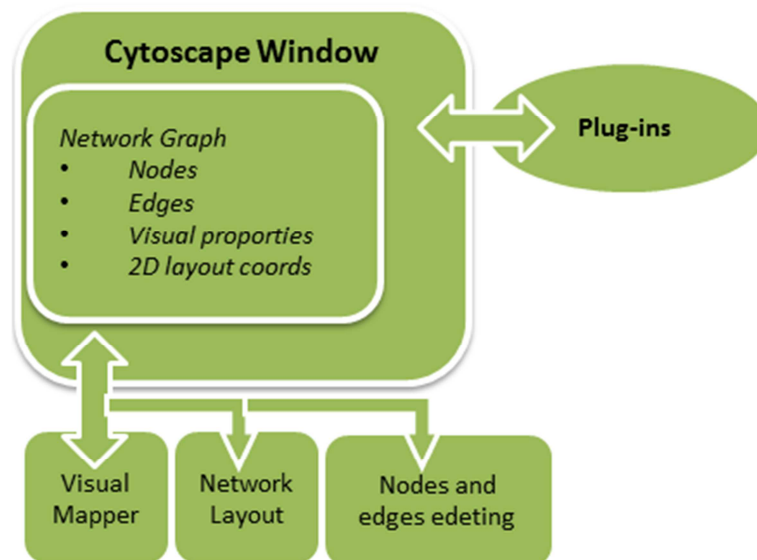 Cytoscape Window
Network Graph
• Nodes
• Edges
• Visual proporties
• 2D layout coords
Plug-ins
Visual
Mapper
Network
Layout
Nodes and
edges edeting